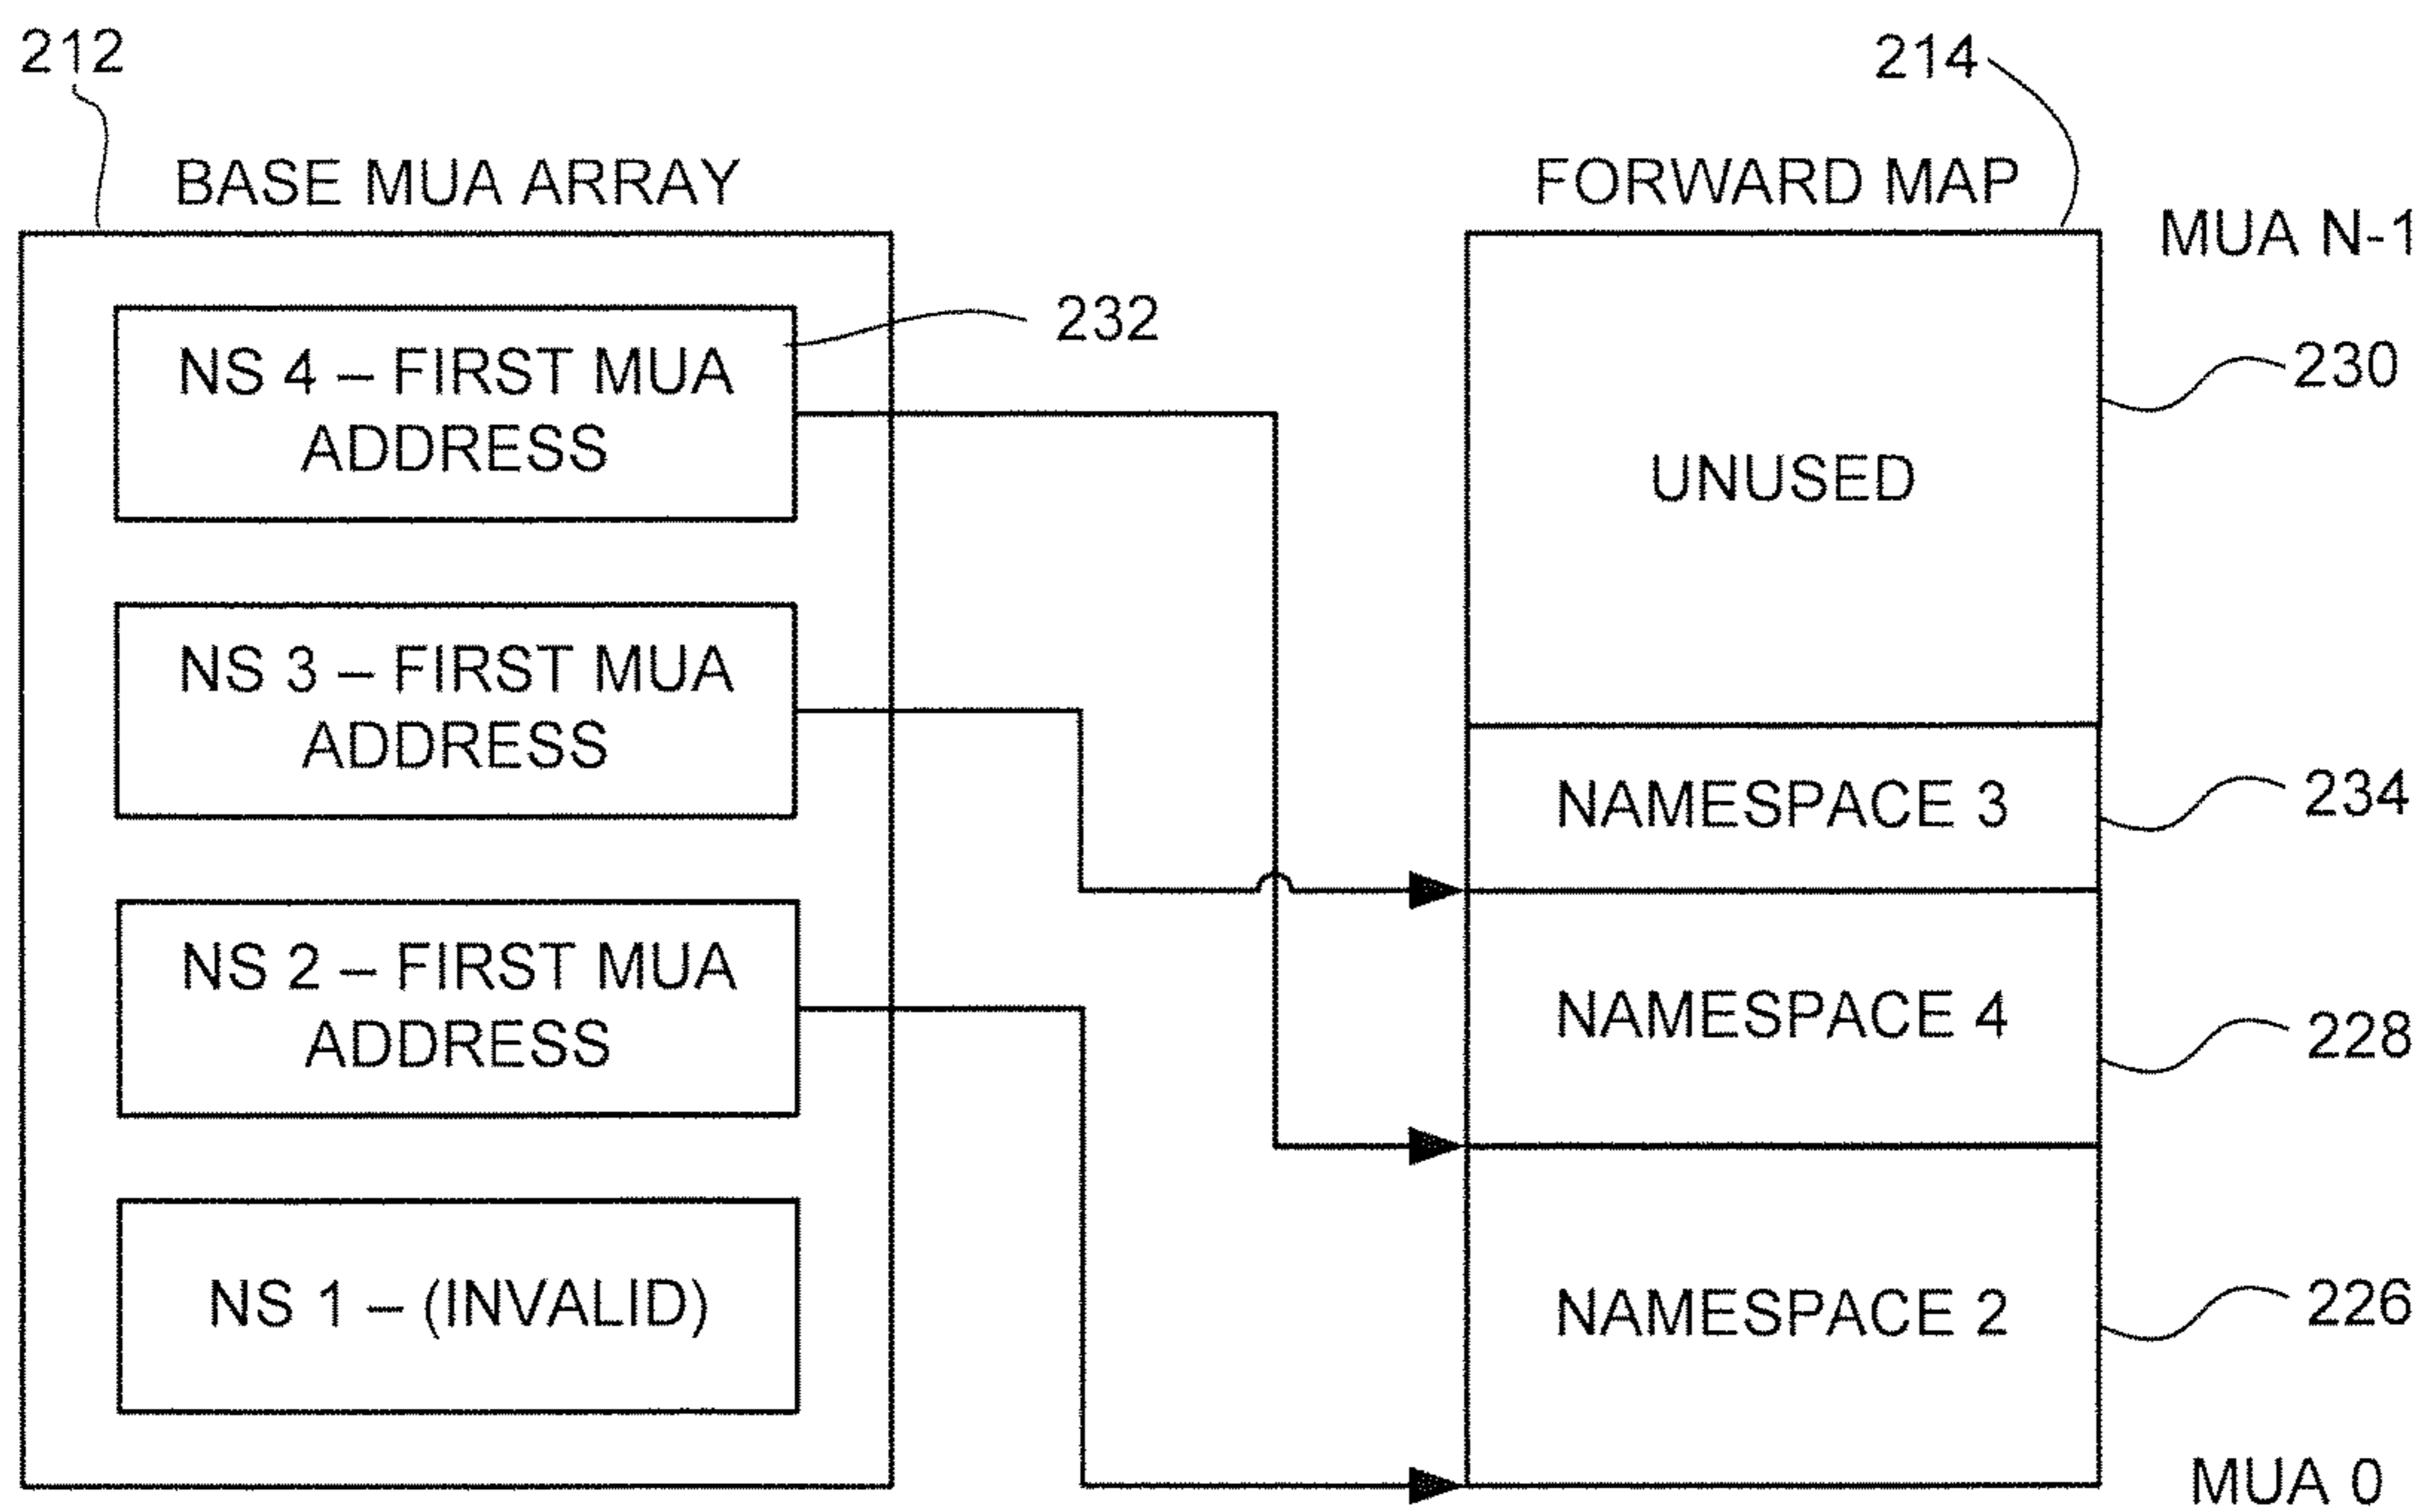 212
214
BASE MUA ARRAY
FORWARD MAP
MUA N-1
NS 4 – FIRST MUA
ADDRESS
232
230
UNUSED
NS 3 – FIRST MUA
ADDRESS
NAMESPACE 3
234
NS 2 – FIRST MUA
ADDRESS
NAMESPACE 4
228
NS 1 – (INVALID)
NAMESPACE 2
226
MUA 0